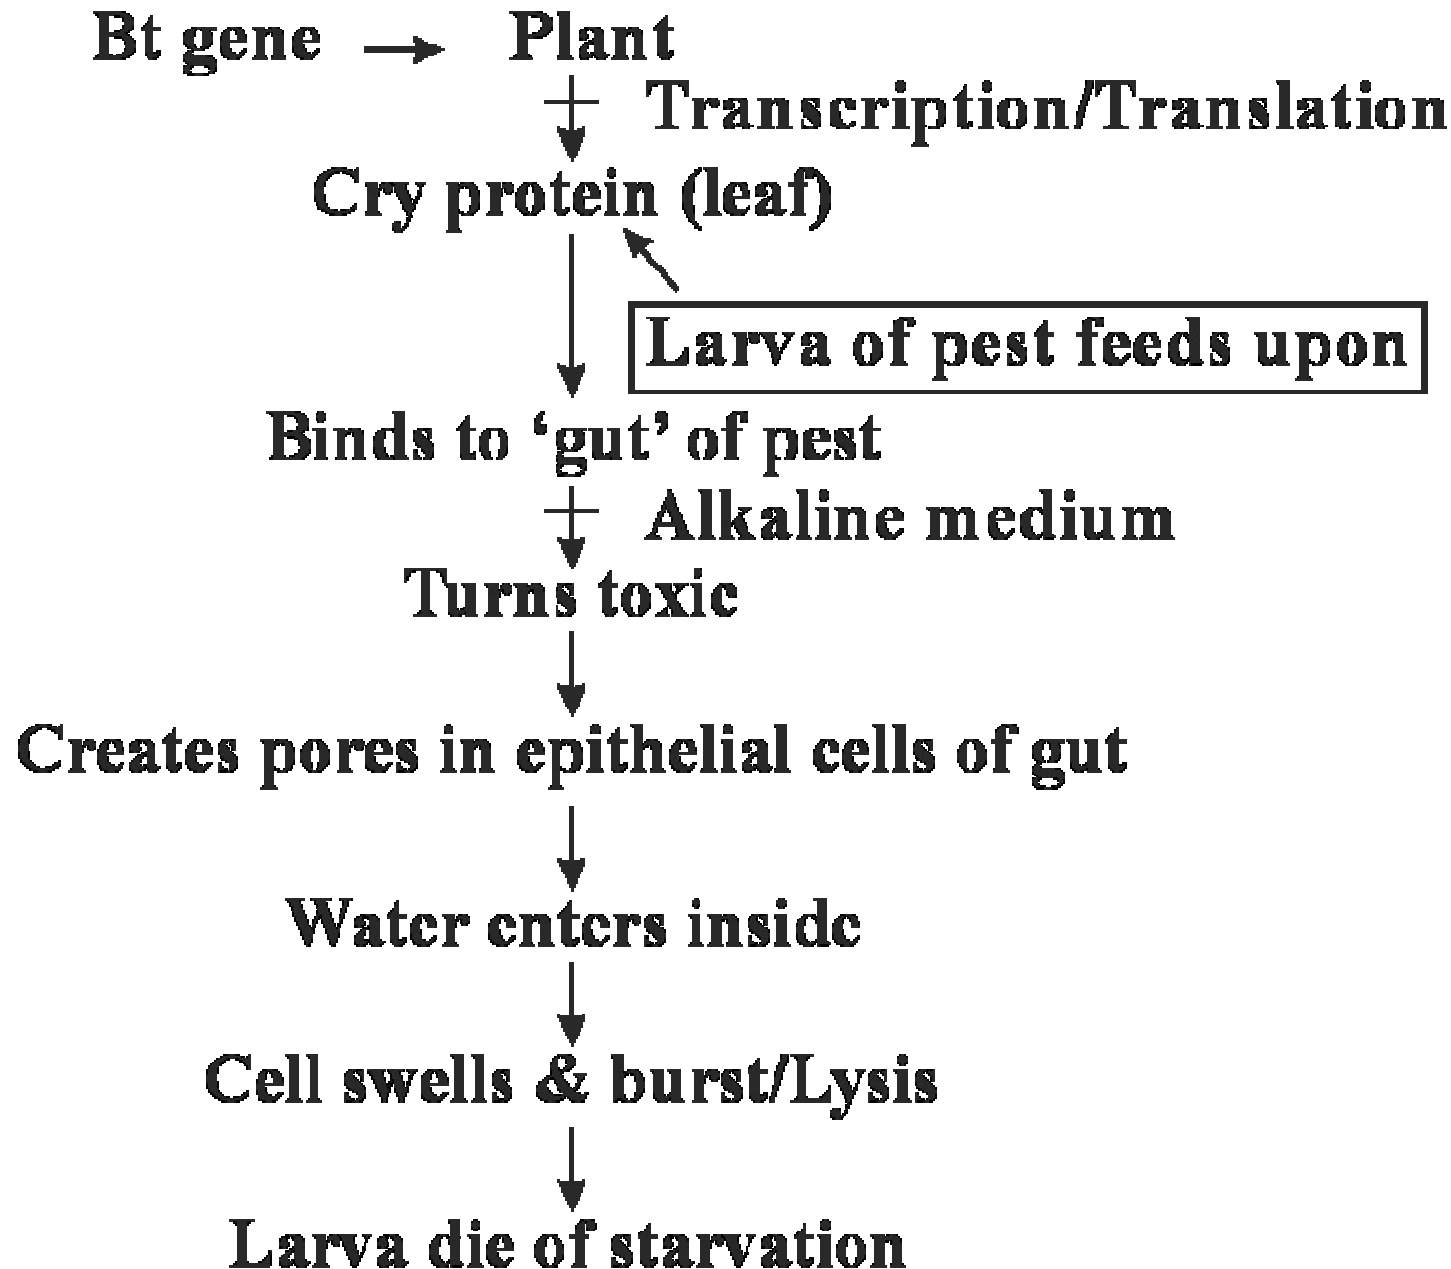 Bt gene → Plant
Transcription/Translation
Cry protein (leaf)
Larva of pest feeds upon
Binds to ‘gut’ of pest
Alkaline medium
Turns toxic
Creates pores in epithelial cells of gut
Water enters inside
Cell swells & burst/Lysis
Larva die of starvation